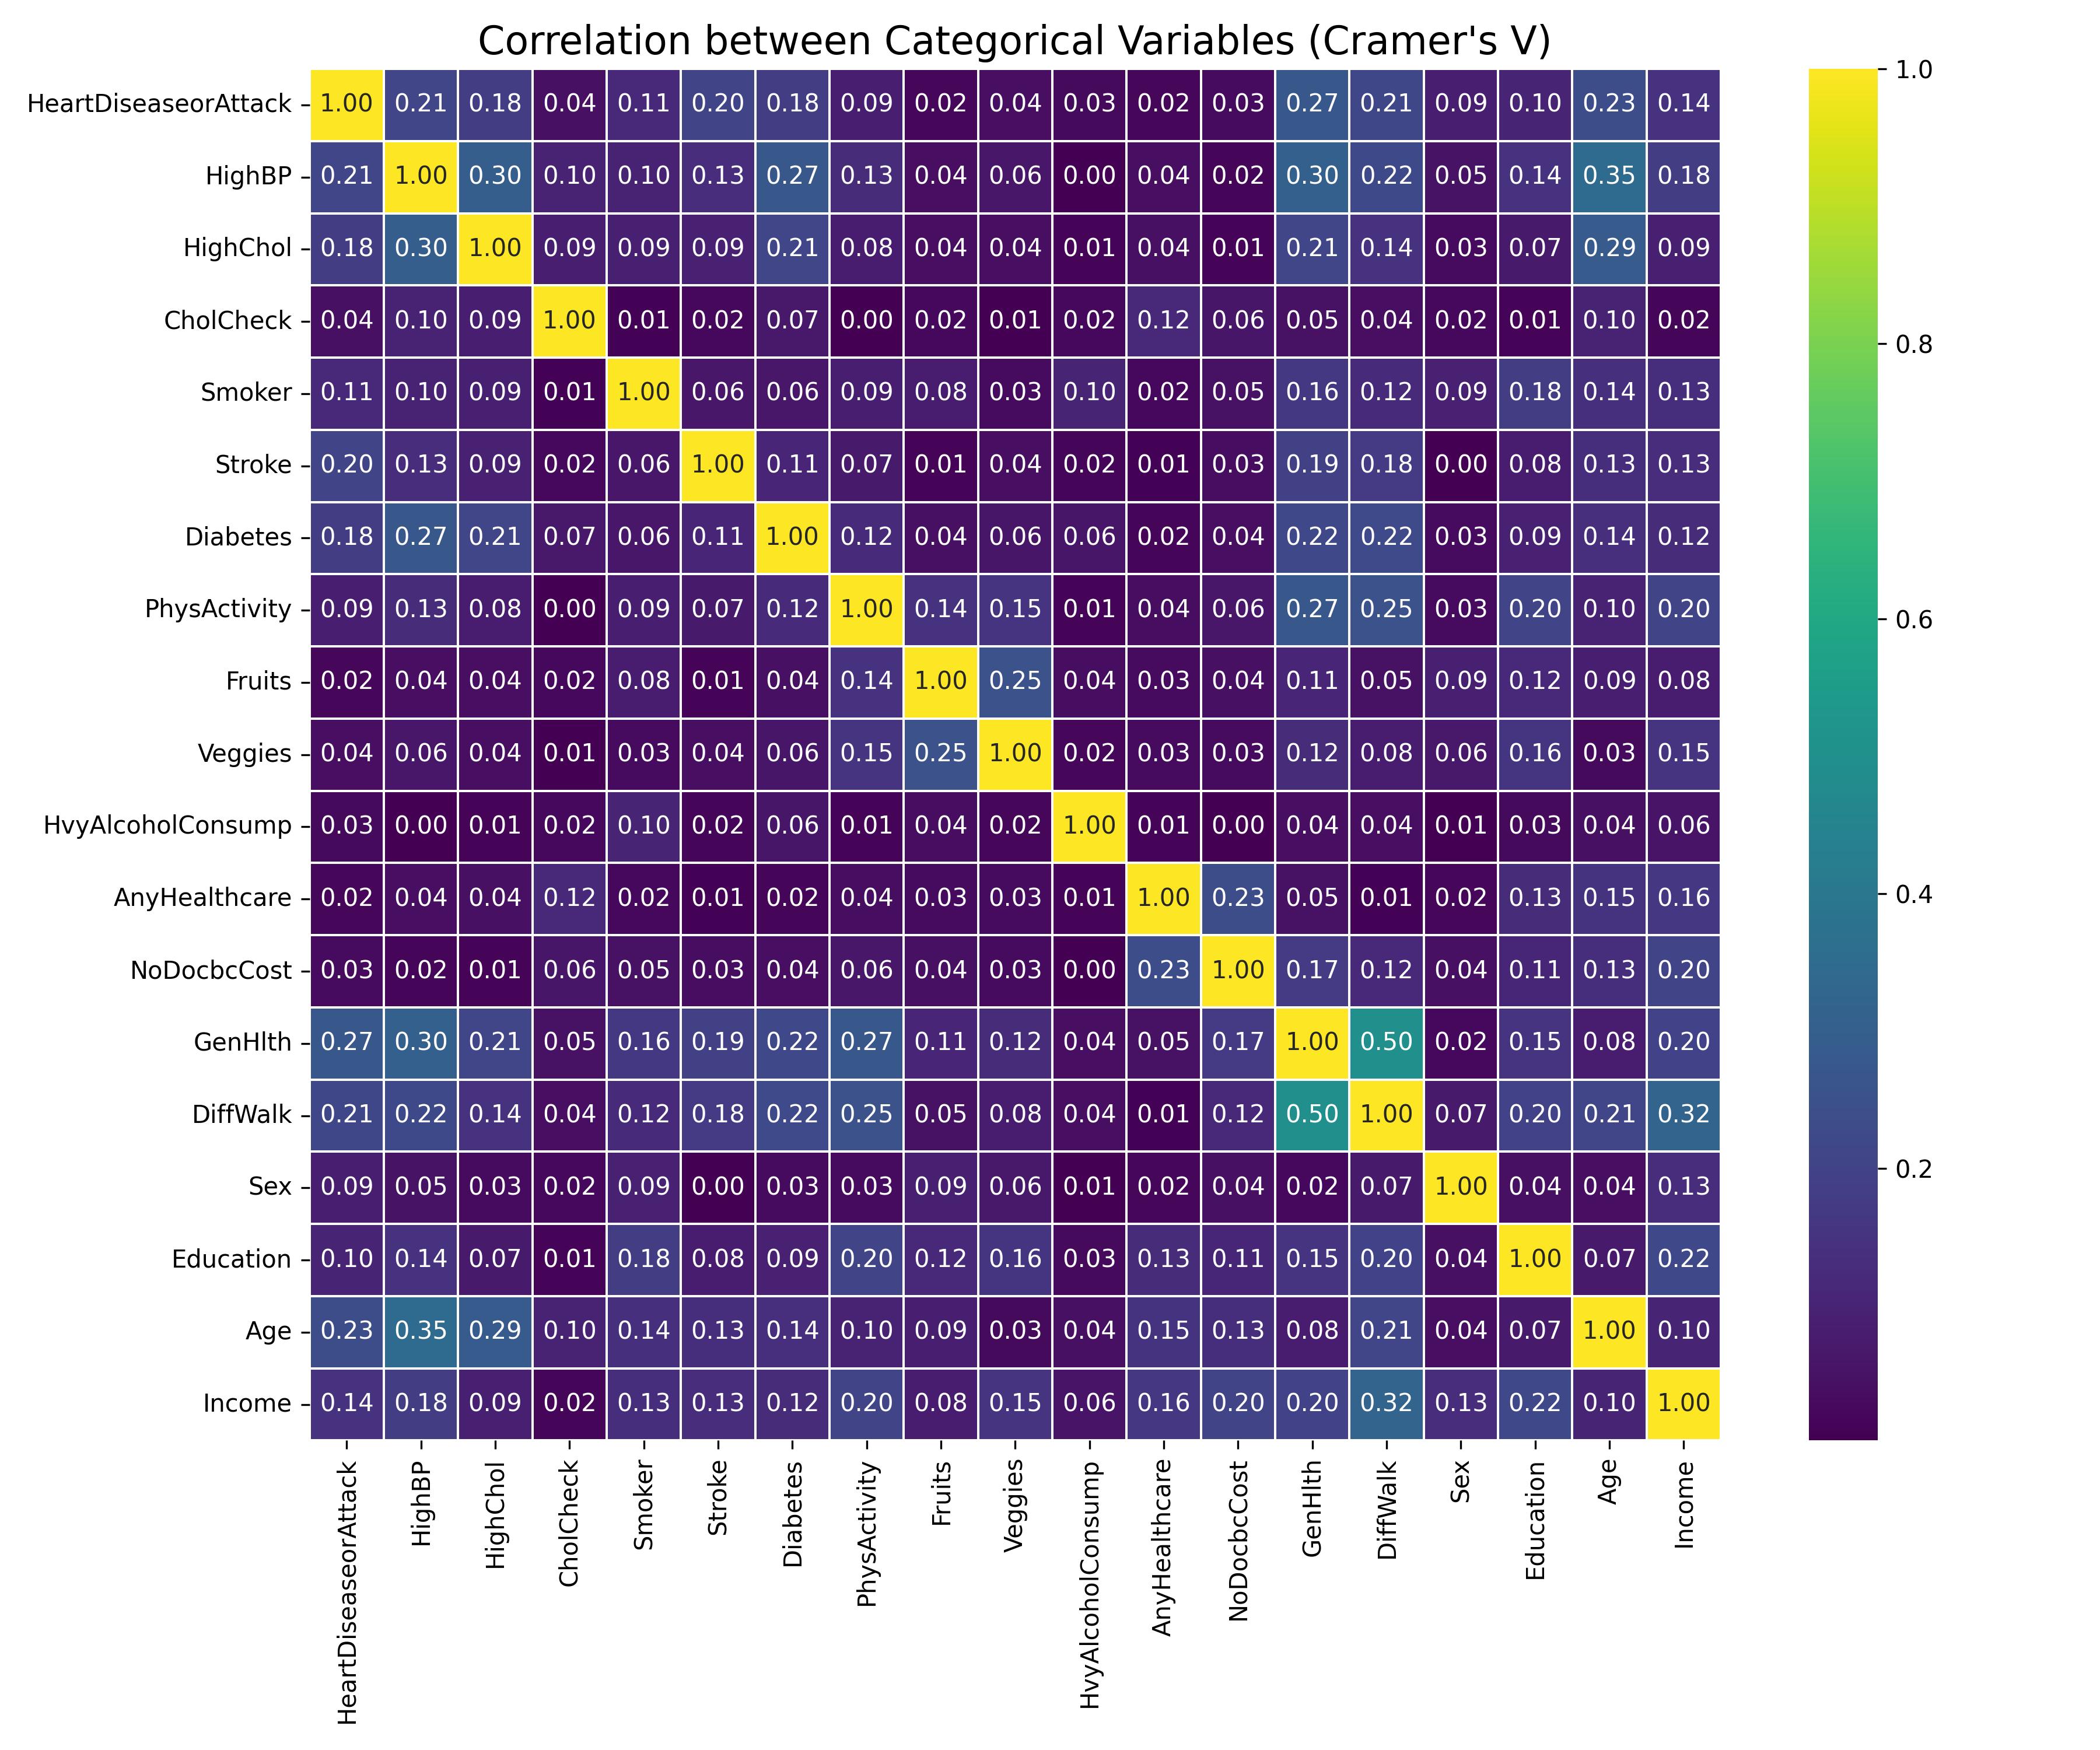 Correlation between Categorical Variables (Cramer's V)
HeartDiseaseorAttack 1.00 0.21 0.18 0.04 0.11 0.20 0.18 0.09 0.02 0.04 0.03 0.02 0.03 0.27 0.21 0.09 0.10 0.23 0.14
HighBP 0.21 1.00 0.30 0.10 0.10 0.13 0.27 0.13 0.04 0.06 0.00 0.04 0.02 0.30 0.22 0.05 0.14 0.35 0.18
HighChol 0.18 0.30 1.00 0.09 0.09 0.09 0.21 0.08 0.04 0.04 0.01 0.04 0.01 0.21 0.14 0.03 0.07 0.29 0.09
CholCheck 0.04 0.10 0.09 1.00 0.01 0.02 0.07 0.00 0.02 0.01 0.02 0.12 0.06 0.05 0.04 0.02 0.01 0.10 0.02
Smoker 0.11 0.10 0.09 0.01 1.00 0.06 0.06 0.09 0.08 0.03 0.10 0.02 0.05 0.16 0.12 0.09 0.18 0.14 0.13
Stroke 0.20 0.13 0.09 0.02 0.06 1.00 0.11 0.07 0.01 0.04 0.02 0.01 0.03 0.19 0.18 0.00 0.08 0.13 0.13
Diabetes 0.18 0.27 0.21 0.07 0.06 0.11 1.00 0.12 0.04 0.06 0.06 0.02 0.04 0.22 0.22 0.03 0.09 0.14 0.12
PhysActivity 0.09 0.13 0.08 0.00 0.09 0.07 0.12 1.00 0.14 0.15 0.01 0.04 0.06 0.27 0.25 0.03 0.20 0.10 0.20
Fruits 0.02 0.04 0.04 0.02 0.08 0.01 0.04 0.14 1.00 0.25 0.04 0.03 0.04 0.11 0.05 0.09 0.12 0.09 0.08
Veggies 0.04 0.06 0.04 0.01 0.03 0.04 0.06 0.15 0.25 1.00 0.02 0.03 0.03 0.12 0.08 0.06 0.16 0.03 0.15
HvyAlcoholConsump 0.03 0.00 0.01 0.02 0.10 0.02 0.06 0.01 0.04 0.02 1.00 0.01 0.00 0.04 0.04 0.01 0.03 0.04 0.06
AnyHealthcare 0.02 0.04 0.04 0.12 0.02 0.01 0.02 0.04 0.03 0.03 0.01 1.00 0.23 0.05 0.01 0.02 0.13 0.15 0.16
NoDocbcCost 0.03 0.02 0.01 0.06 0.05 0.03 0.04 0.06 0.04 0.03 0.00 0.23 1.00 0.17 0.12 0.04 0.11 0.13 0.20
GenHlth 0.27 0.30 0.21 0.05 0.16 0.19 0.22 0.27 0.11 0.12 0.04 0.05 0.17 1.00 0.50 0.02 0.15 0.08 0.20
DiffWalk 0.21 0.22 0.14 0.04 0.12 0.18 0.22 0.25 0.05 0.08 0.04 0.01 0.12 0.50 1.00 0.07 0.20 0.21 0.32
Sex 0.09 0.05 0.03 0.02 0.09 0.00 0.03 0.03 0.09 0.06 0.01 0.02 0.04 0.02 0.07 1.00 0.04 0.04 0.13
Education 0.10 0.14 0.07 0.01 0.18 0.08 0.09 0.20 0.12 0.16 0.03 0.13 0.11 0.15 0.20 0.04 1.00 0.07 0.22
Age 0.23 0.35 0.29 0.10 0.14 0.13 0.14 0.10 0.09 0.03 0.04 0.15 0.13 0.08 0.21 0.04 0.07 1.00 0.10
Income 0.14 0.18 0.09 0.02 0.13 0.13 0.12 0.20 0.08 0.15 0.06 0.16 0.20 0.20 0.32 0.13 0.22 0.10 1.00
HeartDiseaseorAttack
HighBP
HighChol
CholCheck
Smoker
Stroke
Diabetes
PhysActivity
Fruits
Veggies
HvyAlcoholConsump
AnyHealthcare
NoDocbcCost
GenHlth
DiffWalk
Sex
Education
Age
Income
1.0
0.8
0.6
0.4
0.2